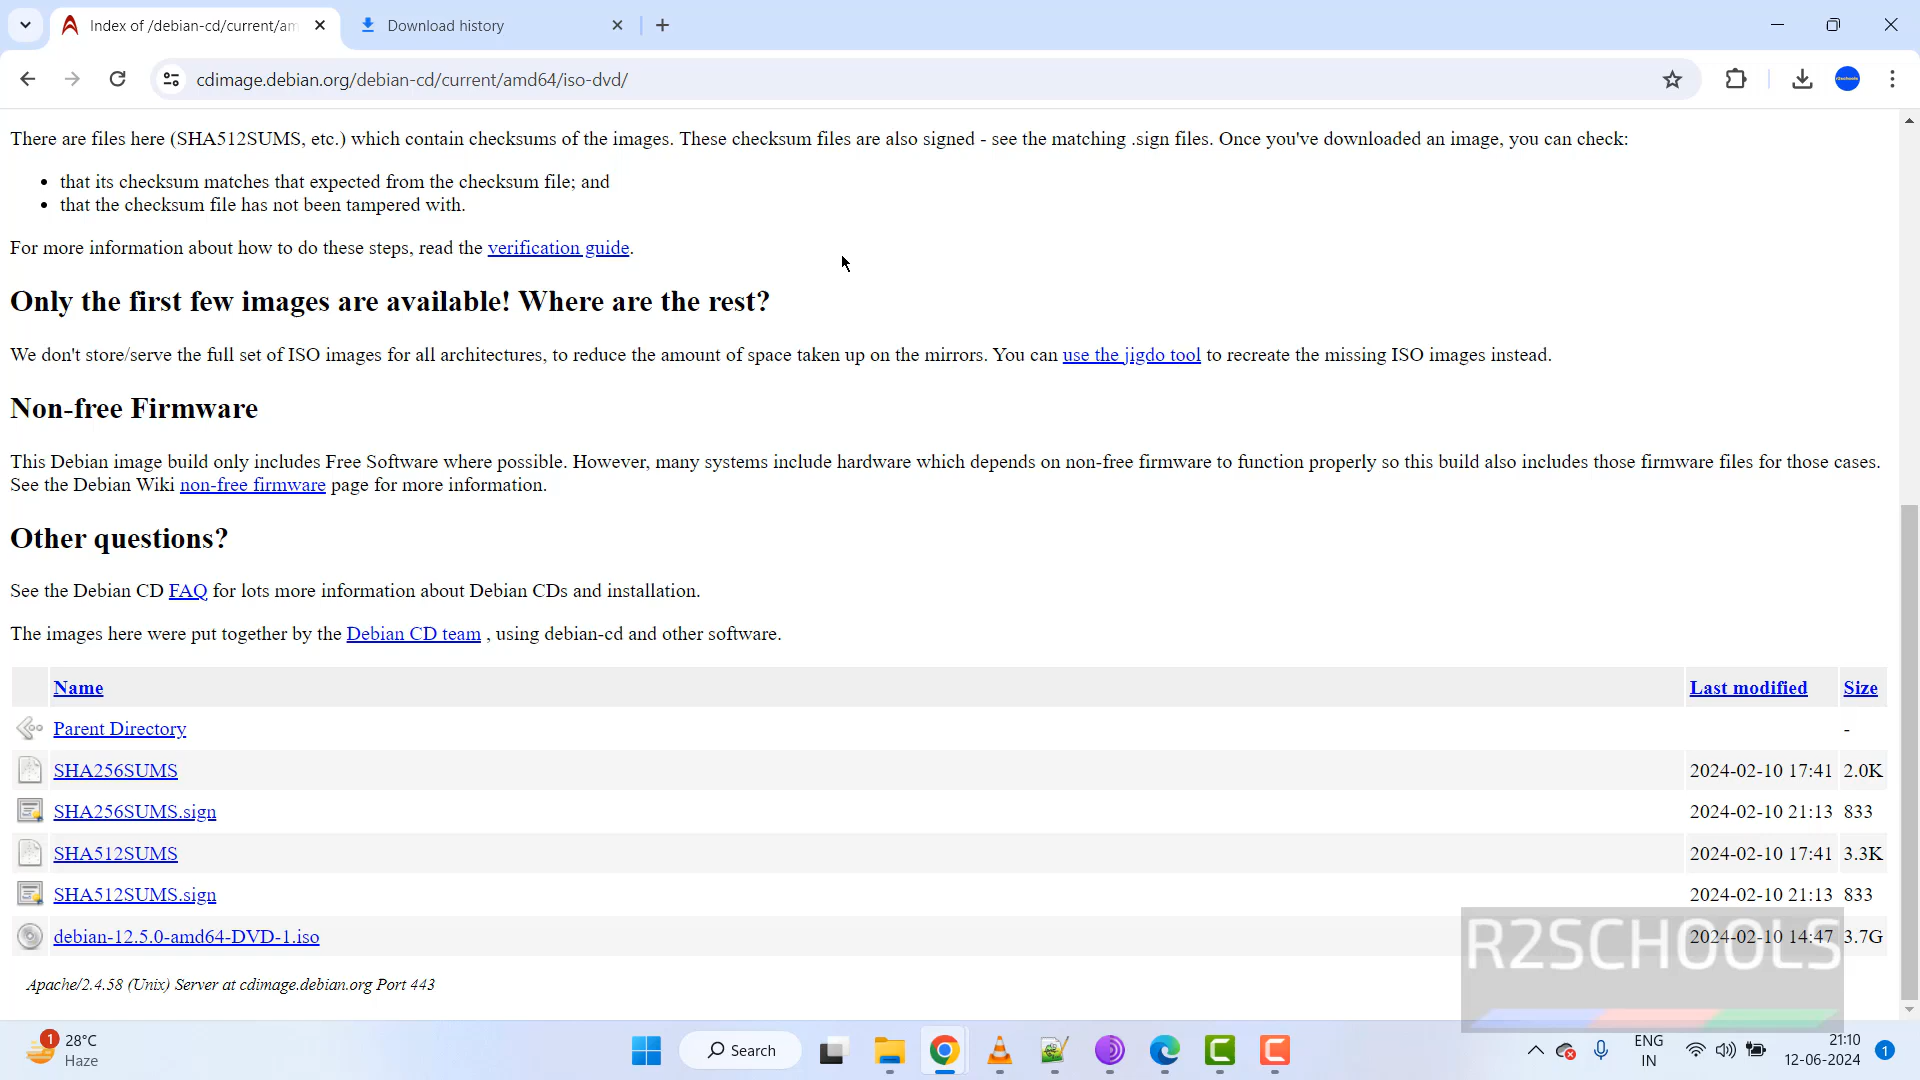 Index of /debian-cd/current/am
Download history
cdimage.debian.org/debian-cd/current/amd64/iso-dvd/
There are files here (SHA512SUMS, etc.) which contain checksums of the images. These checksum files are also signed - see the matching .sign files. Once you've downloaded an image, you can check:
that its checksum matches that expected from the checksum file; and
that the checksum file has not been tampered with.
For more information about how to do these steps, read the verification guide.
Only the first few images are available! Where are the rest?
We don't store/serve the full set of ISO images for all architectures, to reduce the amount of space taken up on the mirrors. You can use the jigdo tool to recreate the missing ISO images instead.
Non-free Firmware
This Debian image build only includes Free Software where possible. However, many systems include hardware which depends on non-free firmware to function properly so this build also includes those firmware files for those cases.
See the Debian Wiki non-free firmware page for more information.
Other questions?
See the Debian CD FAQ for lots more information about Debian CDs and installation.
The images here were put together by the Debian CD team , using debian-cd and other software.
Name Last modified Size
Parent Directory -
SHA256SUMS 2024-02-10 17:41 2.0K
SHA256SUMS.sign 2024-02-10 21:13 833
SHA512SUMS 2024-02-10 17:41 3.3K
SHA512SUMS.sign 2024-02-10 21:13 833
debian-12.5.0-amd64-DVD-1.iso 2024-02-10 14:47 3.7G
R2SCHOOLS
Apache/2.4.58 (Unix) Server at cdimage.debian.org Port 443
1
28°C
Haze
Search
ENG
IN
21:10
12-06-2024
1